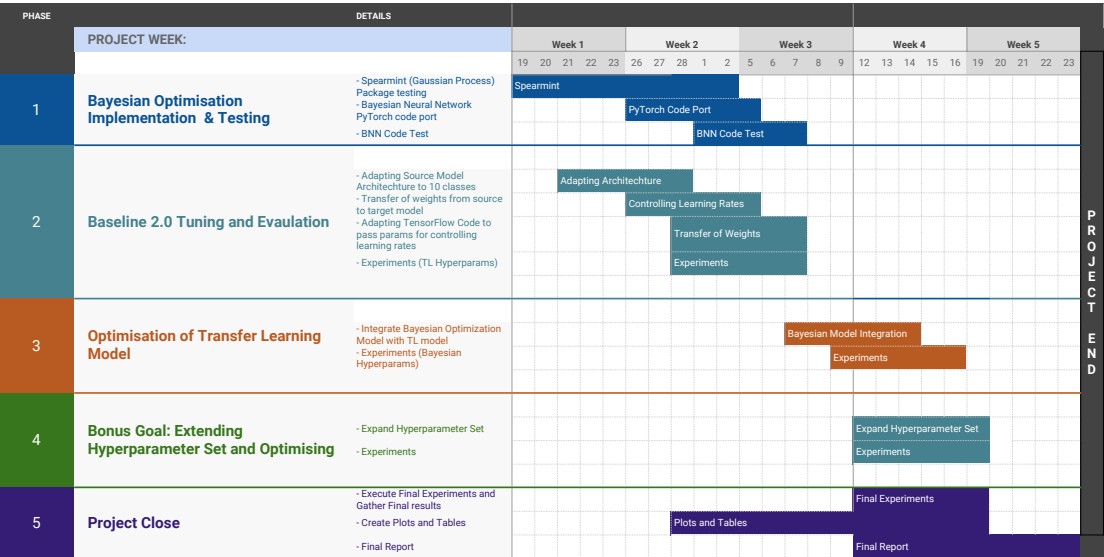 PHASE DETAILS
PROJECT WEEK: Week 1 Week 2 Week 3 Week 4 Week 5
19 20 21 22 23 26 27 28 1 2 5 6 7 8 9 12 13 14 15 16 19 20 21 22 23
1
Bayesian Optimisation
Implementation & Testing
- Spearmint (Gaussian Process)
Package testing
- Bayesian Neural Network
PyTorch code port
- BNN Code Test
Spearmint
PyTorch Code Port
BNN Code Test
2
Baseline 2.0 Tuning and Evaulation
- Adapting Source Model
Architechture to 10 classes
- Transfer of weights from source
to target model
- Adapting TensorFlow Code to
pass params for controlling
learning rates
- Experiments (TL Hyperparams)
Adapting Architechture
Controlling Learning Rates
Transfer of Weights
Experiments
3
Optimisation of Transfer Learning
Model
- Integrate Bayesian Optimization
Model with TL model
- Experiments (Bayesian
Hyperparams)
Bayesian Model Integration
Experiments
4
Bonus Goal: Extending
Hyperparameter Set and Optimising
- Expand Hyperparameter Set
- Experiments
Expand Hyperparameter Set
Experiments
5
Project Close
- Execute Final Experiments and
Gather Final results
- Create Plots and Tables
- Final Report
Final Experiments
Plots and Tables
Final Report
PROJECT END